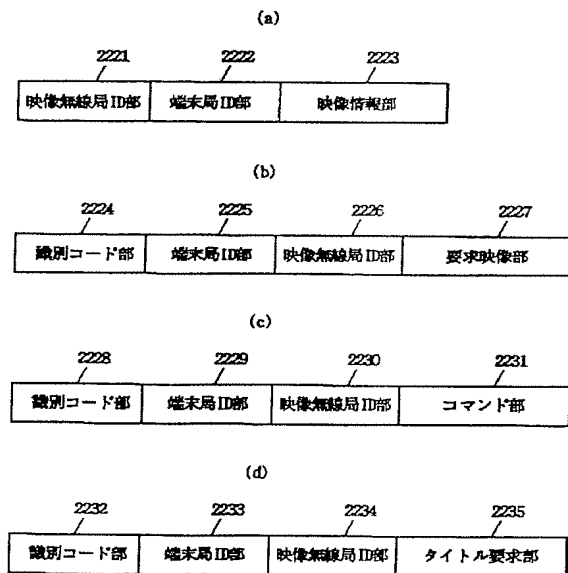 (a)
2221 2222 2223
映像無線局ID部 端末局ID部 映像情報部
(b)
2224 2225 2226 2227
識別コード部 端末局ID部 映像無線局ID部 要求映像部
(c)
2228 2229 2230 2231
識別コード部 端末局ID部 映像無線局ID部 コマンド部
(d)
2232 2233 2234 2235
識別コード部 端末局ID部 映像無線局ID部 タイトル要求部